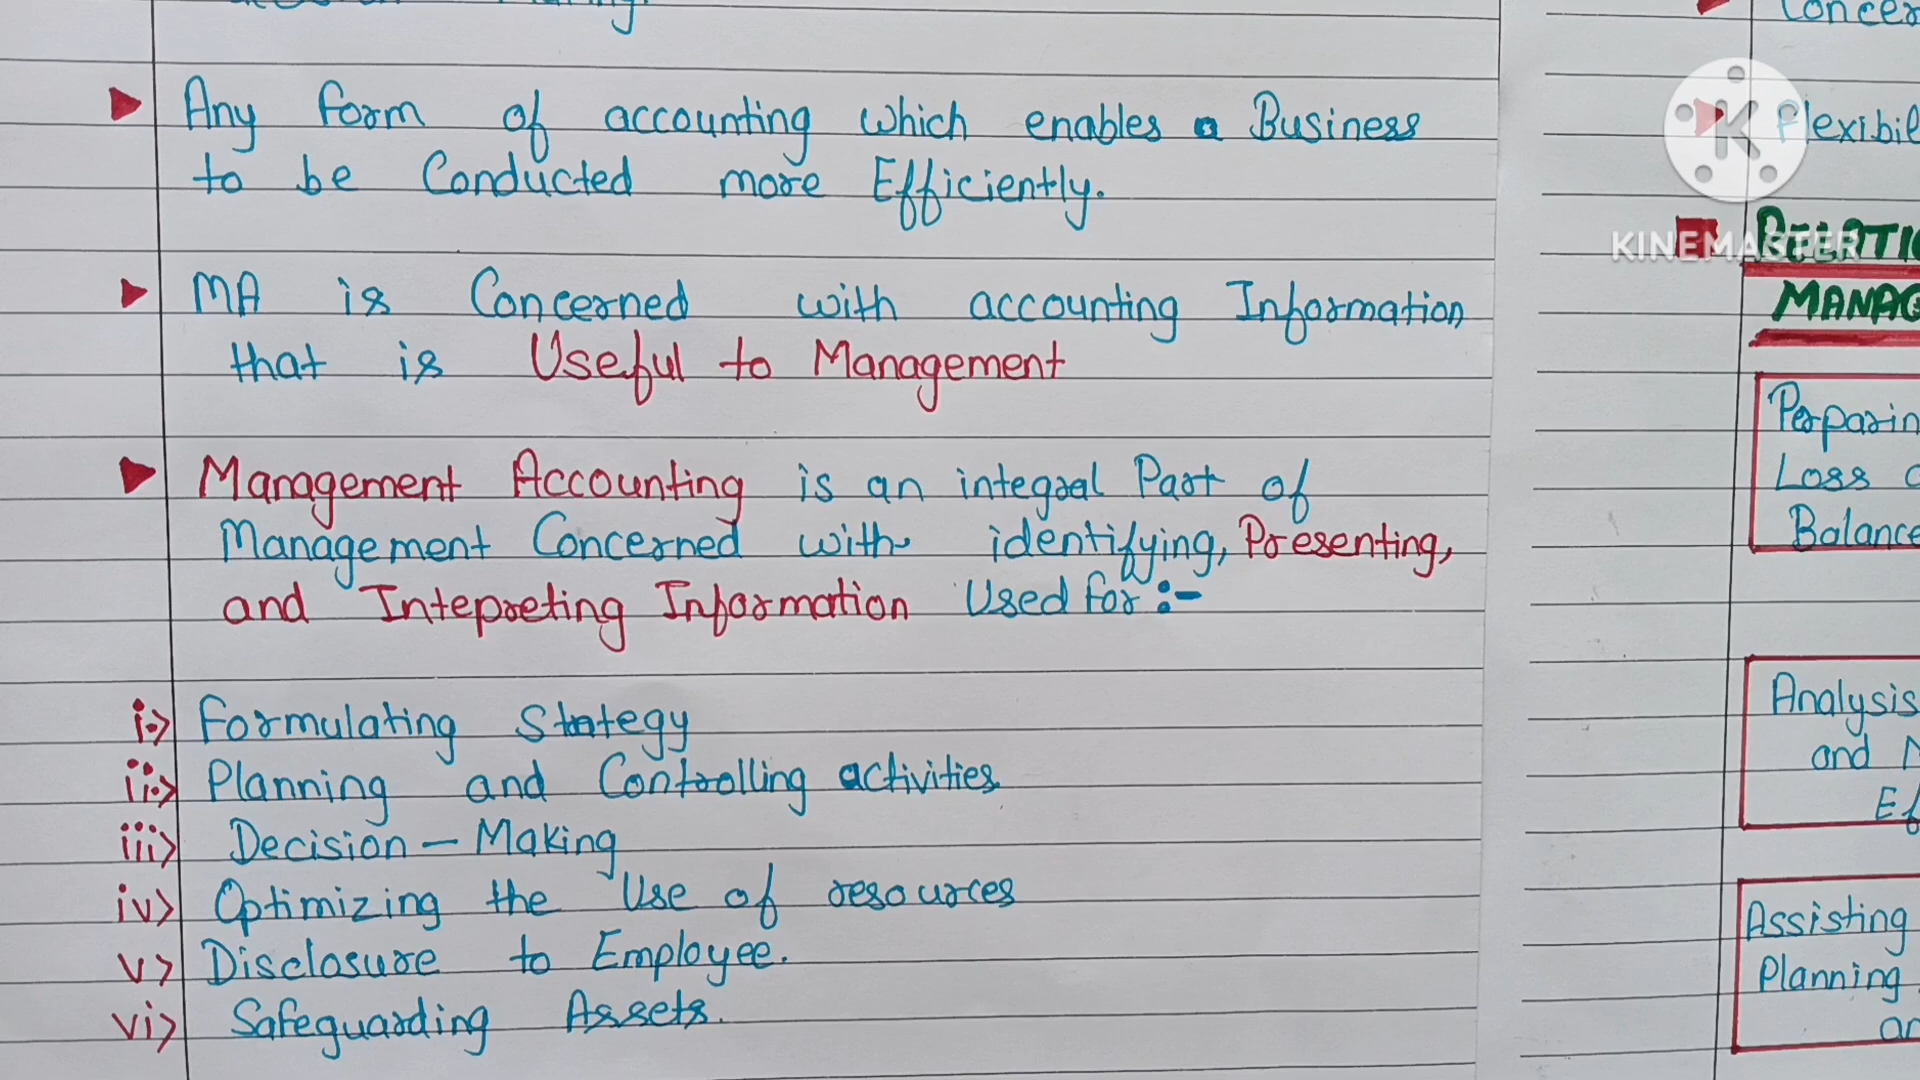 Any form of accounting which enables a Business
to be Conducted more Efficiently.
MA is Concerned with accounting Information
that is Useful to Management
Management Accounting is an integral Part of
Management Concerned with identifying, Presenting,
and Intepreting Information Used for :-
i.> Formulating Stategy
ii.> Planning and Controlling activities
iii> Decision - Making
iv> Optimizing the Use of resources
v> Disclosure to Employee.
vi> Safeguarding Assets.
KINEMASTER
MANAG
Perparin
Loss
Balance
Analysis
and
Ef
Assisting
Planning